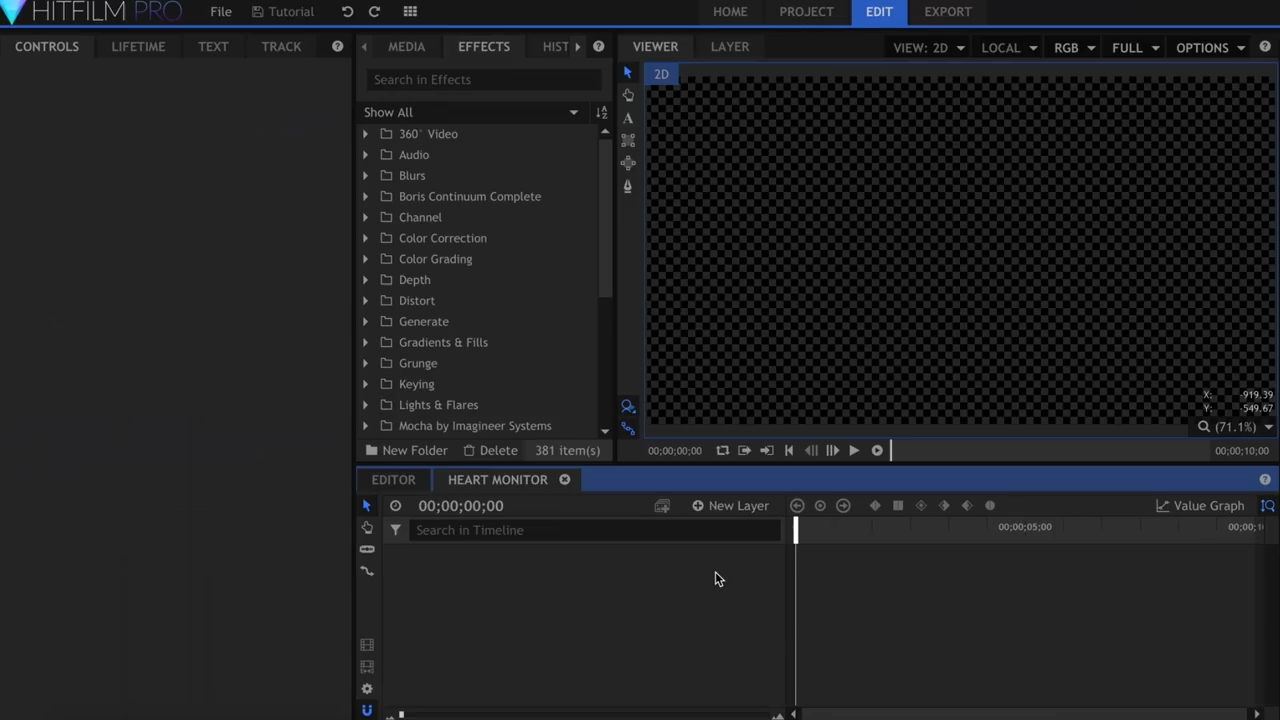 HITFILM PRO File Tutorial HOME PROJECT EDIT EXPORT
CONTROLS LIFETIME TEXT TRACK
MEDIA EFFECTS HIST
Search in Effects
Show All
360° Video
Audio
Blurs
Boris Continuum Complete
Channel
Color Correction
Color Grading
Depth
Distort
Generate
Gradients & Fills
Grunge
Keying
Lights & Flares
Mocha by Imagineer Systems
New Folder Delete 381 item(s)
VIEWER LAYER VIEW: 2D LOCAL RGB FULL OPTIONS
2D
X: -919.39
Y: -549.67
(71.1%)
00;00;00;00 00;00;10;00
EDITOR HEART MONITOR
00;00;00;00 New Layer Value Graph
Search in Timeline 00;00;05;00 00;00;1